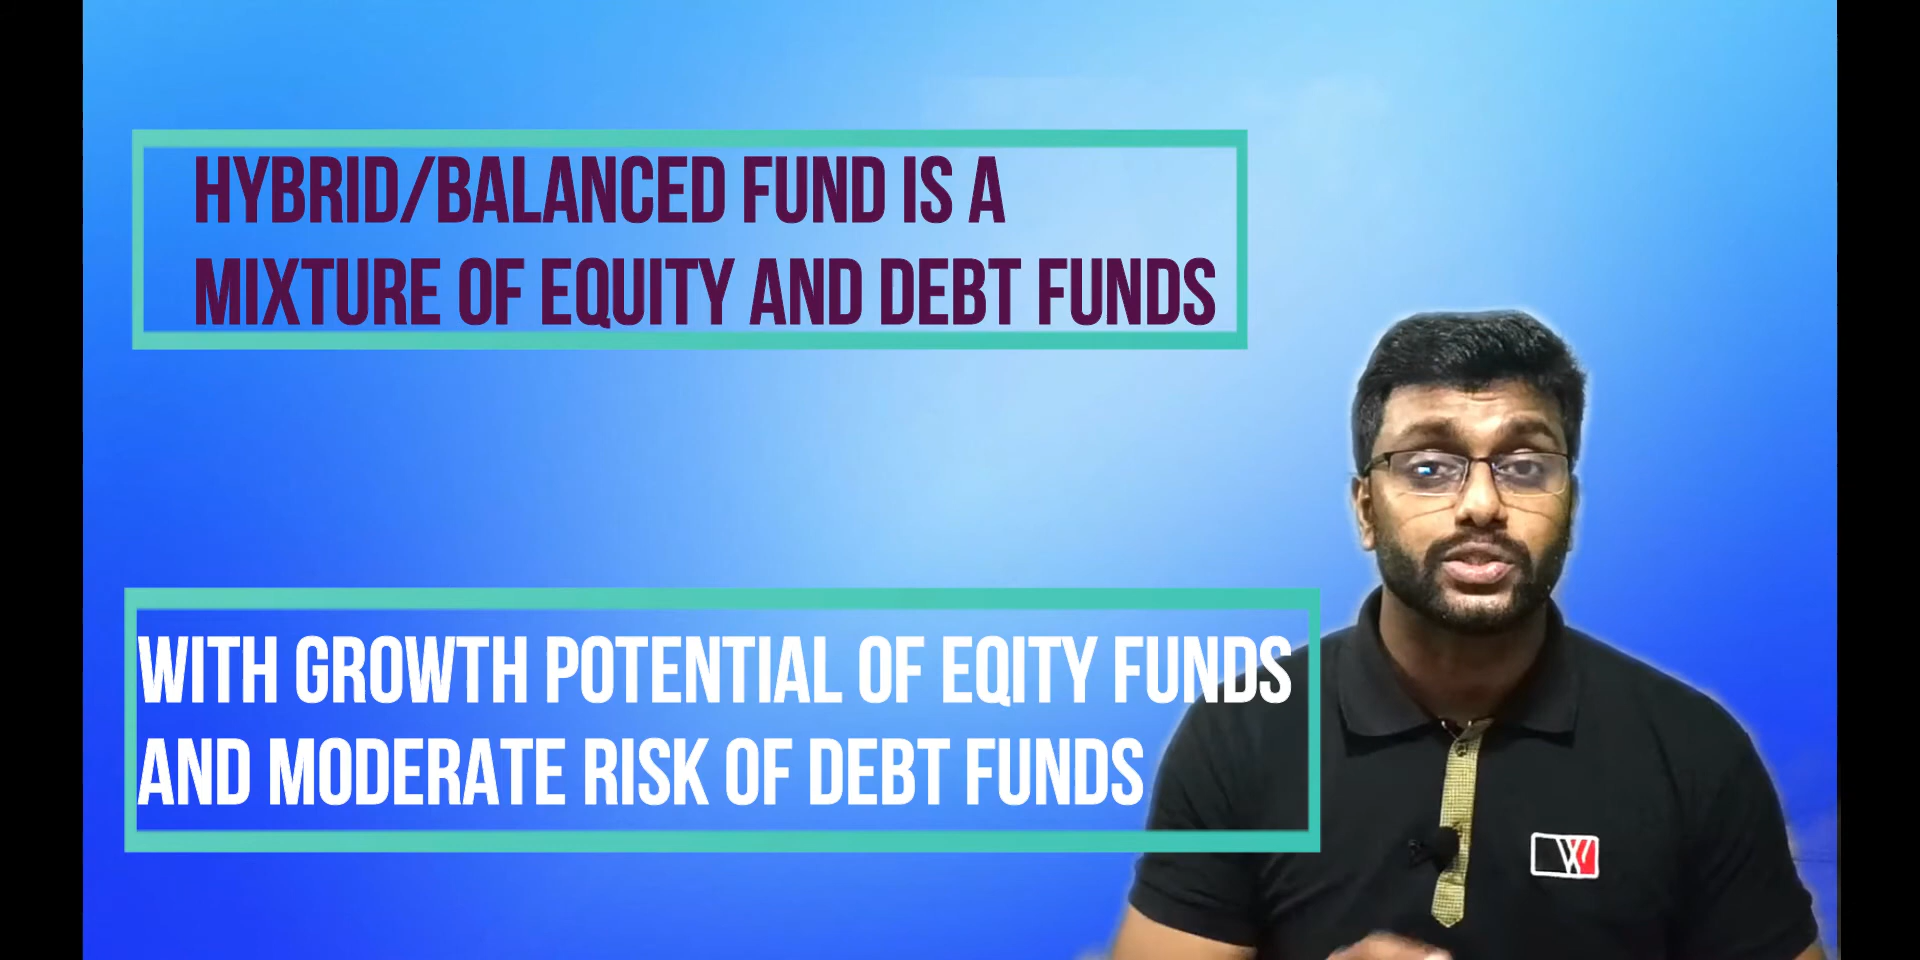 HYBRID/BALANCED FUND IS A
MIXTURE OF EQUITY AND DEBT FUNDS
WITH GROWTH POTENTIAL OF EQITY FUNDS
AND MODERATE RISK OF DEBT FUNDS